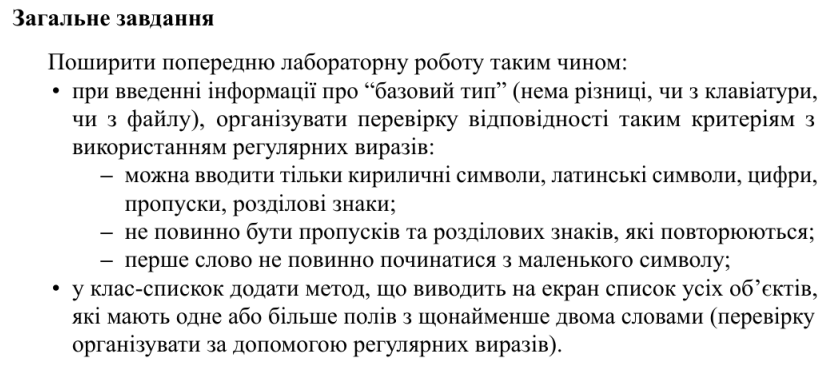 Загальне завдання
Поширити попередню лабораторну роботу таким чином:
• при введенні інформації про “базовий тип” (нема різниці, чи з клавіатури,
чи з файлу), організувати перевірку відповідності таким критеріям з
використанням регулярних виразів:
– можна вводити тільки кириличні символи, латинські символи, цифри,
пропуски, розділові знаки;
– не повинно бути пропусків та розділових знаків, які повторюються;
– перше слово не повинно починатися з маленького символу;
• у клас-спискок додати метод, що виводить на екран список усіх об’єктів,
які мають одне або більше полів з щонайменше двома словами (перевірку
організувати за допомогою регулярних виразів).